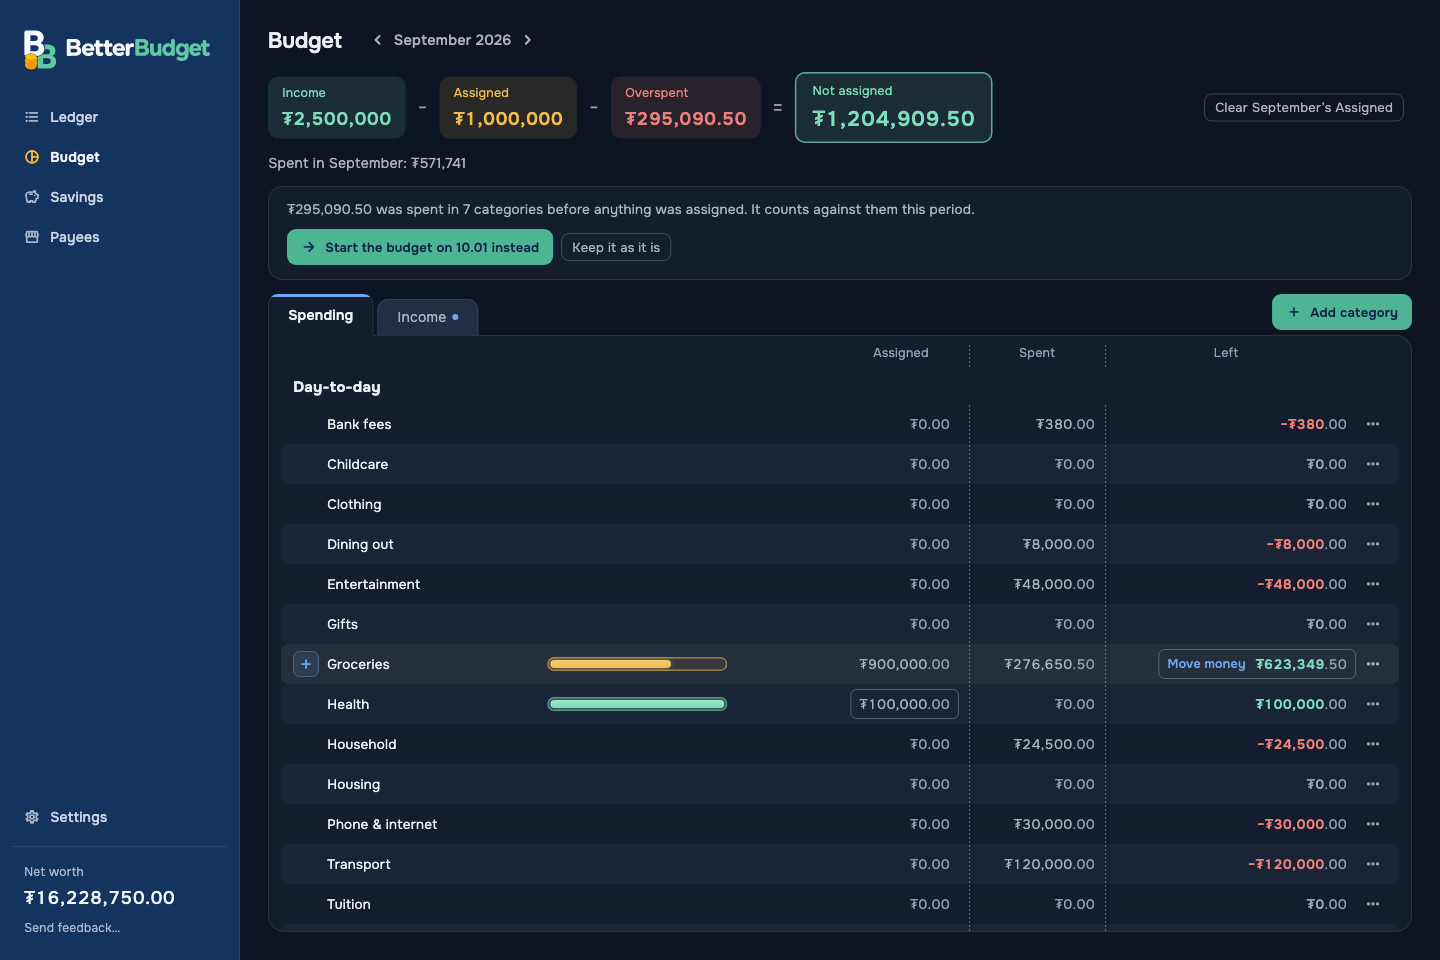 BetterBudget
Ledger
Budget
Savings
Payees
Settings
Net worth
₮16,228,750.00
Send feedback...
Budget
September 2026
Income
₮2,500,000
-
Assigned
₮1,000,000
-
Overspent
₮295,090.50
=
Not assigned
₮1,204,909.50
Clear September's Assigned
Spent in September: ₮571,741
₮295,090.50 was spent in 7 categories before anything was assigned. It counts against them this period.
Start the budget on 10.01 instead
Keep it as it is
Spending
Income
Add category
Assigned Spent Left
Day-to-day
Bank fees ₮0.00 ₮380.00 -₮380.00
Childcare ₮0.00 ₮0.00 ₮0.00
Clothing ₮0.00 ₮0.00 ₮0.00
Dining out ₮0.00 ₮8,000.00 -₮8,000.00
Entertainment ₮0.00 ₮48,000.00 -₮48,000.00
Gifts ₮0.00 ₮0.00 ₮0.00
Groceries ₮900,000.00 ₮276,650.50 Move money ₮623,349.50
Health ₮100,000.00 ₮0.00 ₮100,000.00
Household ₮0.00 ₮24,500.00 -₮24,500.00
Housing ₮0.00 ₮0.00 ₮0.00
Phone & internet ₮0.00 ₮30,000.00 -₮30,000.00
Transport ₮0.00 ₮120,000.00 -₮120,000.00
Tuition ₮0.00 ₮0.00 ₮0.00